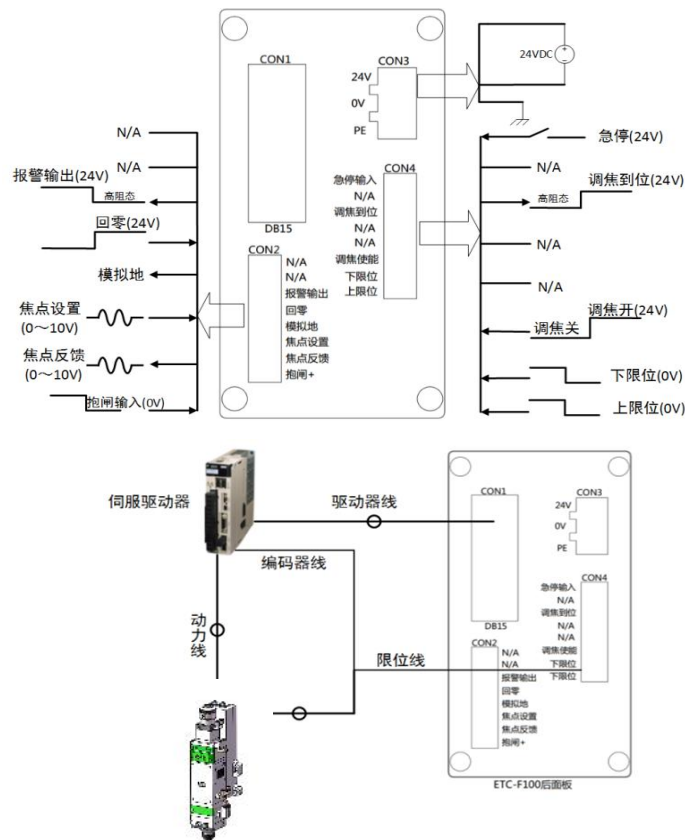 CON1
CON3
24V
0V
PE
24VDC
N/A
N/A
报警输出(24V)
高阻态
回零(24V)
模拟地
焦点设置
(0～10V)
焦点反馈
(0～10V)
抱闸输入(0V)
DB15
CON2
N/A
N/A
报警输出
回零
模拟地
焦点设置
焦点反馈
抱闸+
CON4
急停输入
N/A
调焦到位
N/A
N/A
调焦使能
下限位
上限位
急停(24V)
N/A
调焦到位(24V)
高阻态
N/A
N/A
调焦开(24V)
调焦关
下限位(0V)
上限位(0V)
伺服驱动器
驱动器线
编码器线
动力线
限位线
CON1
CON3
24V
0V
PE
DB15
CON4
急停输入
N/A
调焦到位
N/A
N/A
调焦使能
下限位
下限位
CON2
N/A
N/A
报警输出
回零
模拟地
焦点设置
焦点反馈
抱闸+
ETC-F100后面板